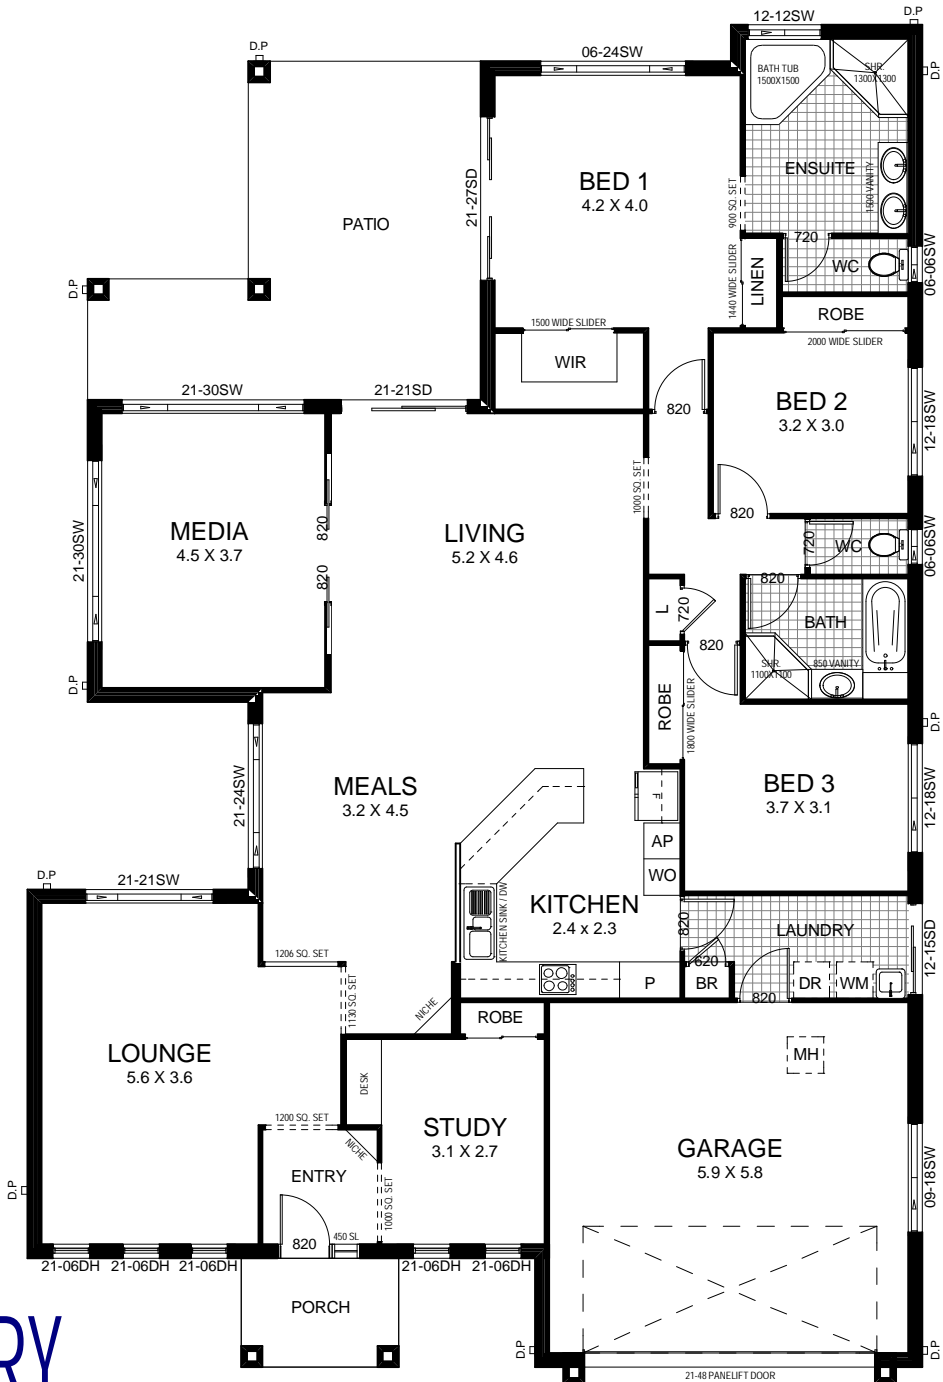 12-12SW
D.P
D.P
06-24SW
D.P
BATH TUB
1500X1500
SHR.
1300X1300
BED 1
4.2 X 4.0
ENSUITE
1500 VANITY
900 SQ. SET
21-27SD
PATIO
720
WC
06-06SW
1440 WIDE SLIDER
LINEN
D.P
ROBE
2000 WIDE SLIDER
1500 WIDE SLIDER
WIR
21-30SW
21-21SD
820
BED 2
3.2 X 3.0
12-18SW
1000 SQ. SET
820
MEDIA
4.5 X 3.7
820
820
LIVING
5.2 X 4.6
21-30SW
720
WC
06-06SW
820
L
720
BATH
820
SHR.
1100X1100
850 VANITY
D.P
ROBE
1800 WIDE SLIDER
D.P
21-24SW
MEALS
3.2 X 4.5
BED 3
3.7 X 3.1
12-18SW
F
AP
WO
D.P
21-21SW
KITCHEN
2.4 x 2.3
KITCHEN SINK / DW
820
LAUNDRY
12-15SD
1206 SQ. SET
620
P
BR
820
DR
WM
1130 SQ. SET
NICHE
ROBE
MH
LOUNGE
5.6 X 3.6
DESK
1200 SQ. SET
NICHE
STUDY
3.1 X 2.7
GARAGE
5.9 X 5.8
09-18SW
ENTRY
1000 SQ. SET
D.P
820
450 SL
21-06DH
21-06DH
21-06DH
21-06DH
21-06DH
PORCH
D.P
D.P
21-48 PANELIFT DOOR
RY